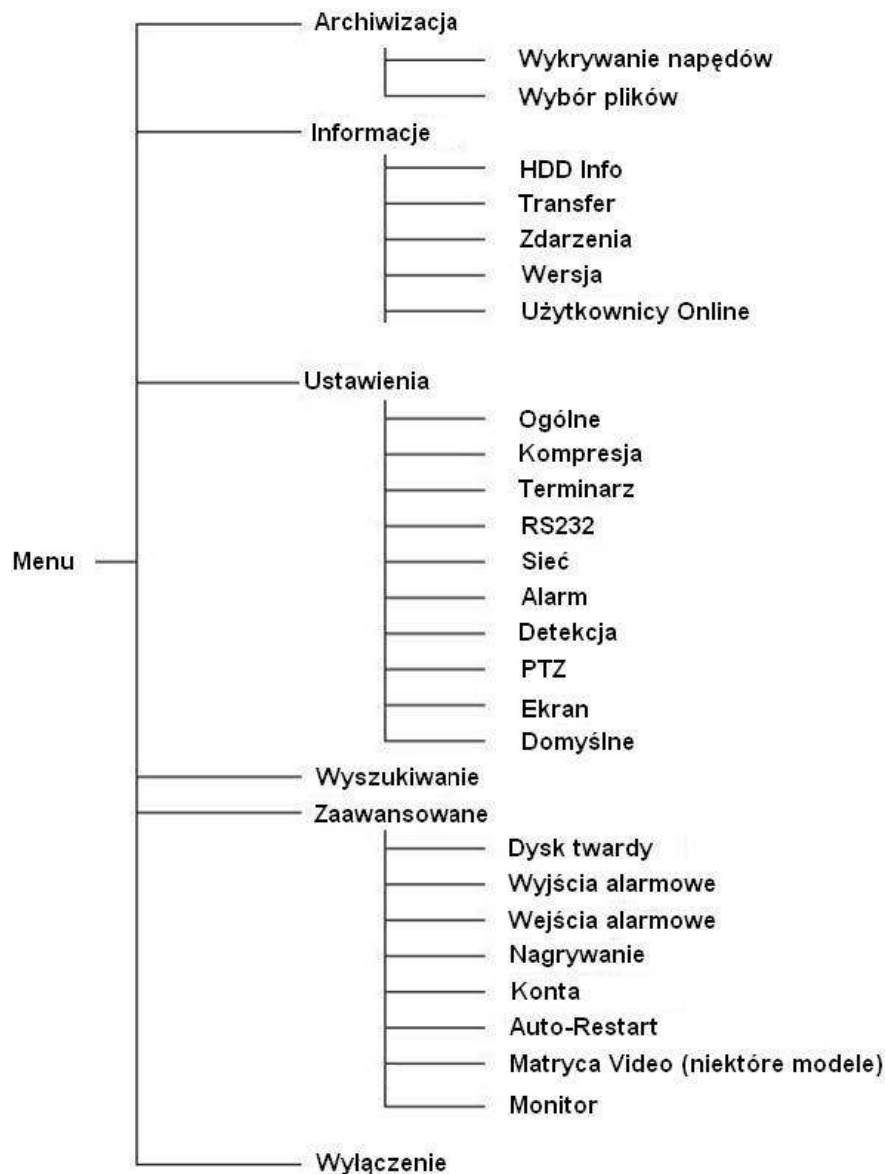 Archiwizacja
Wykrywanie napędów
Wybór plików
Informacje
HDD Info
Transfer
Zdarzenia
Wersja
Użytkownicy Online
Ustawienia
Ogólne
Kompresja
Terminarz
RS232
Menu
Sieć
Alarm
Detekcja
PTZ
Ekran
Domyślne
Wyszukiwanie
Zaawansowane
Dysk twardy
Wyjścia alarmowe
Wejścia alarmowe
Nagrywanie
Konta
Auto-Restart
Matryca Video (niektóre modele)
Monitor
Wyłączenie